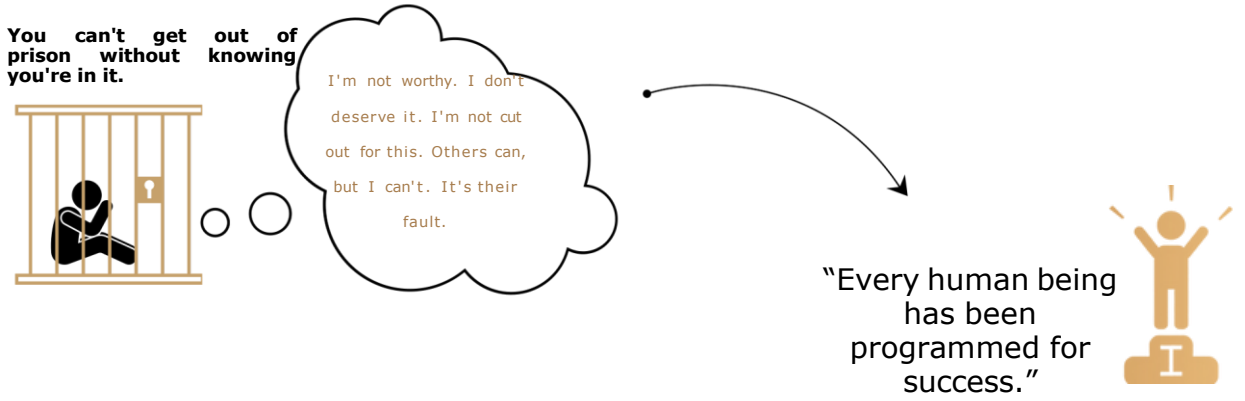 You can't get out of
prison without knowing
you're in it.
I'm not worthy. I don't
deserve it. I'm not cut
out for this. Others can,
but I can't. It's their
fault.
“Every human being
has been
programmed for
success.”
I